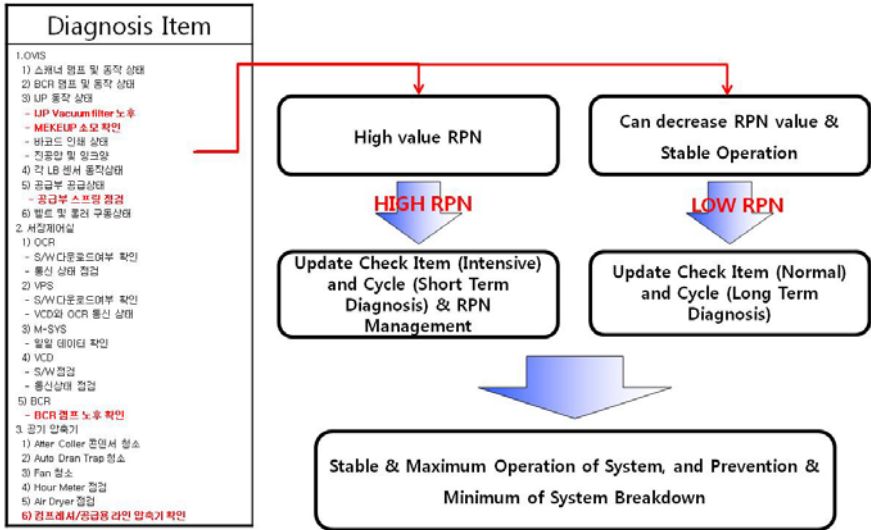 Diagnosis Item
1.OVIS
1) 스캐너 램프 및 동작 상태
2) BCR 램프 및 동작 상태
3) IJP 동작 상태
- IJP Vacuum filter 노후
- MEKEUP 소모 확인
- 바코드 인쇄 상태
- 진공압 및 잉크양
4) 각 LB 센서 동작상태
5) 공급부 공급상태
- 공급부 스프링 점검
6) 벨트 및 롤러 구동상태
2. 서장제어실
1) OCR
- S/W 다운로드여부 확인
- 통신 상태 점검
2) VPS
- S/W 다운로드여부 확인
- VCD와 OCR 통신 상태
3) M-SYS
- 일일 데이터 확인
4) VCD
- S/W 점검
- 통신상태 점검
5) BCR
- BCR 램프 노후 확인
3. 공기 압축기
1) After Coller 콘덴서 청소
2) Auto Dran Trap 청소
3) Fan 청소
4) Hour Meter 점검
5) Air Dryer 점검
6) 컴프레셔/공급용 라인 압축기 확인
High value RPN
Can decrease RPN value &
Stable Operation
HIGH RPN
LOW RPN
Update Check Item (Intensive)
and Cycle (Short Term
Diagnosis) & RPN
Management
Update Check Item (Normal)
and Cycle (Long Term
Diagnosis)
Stable & Maximum Operation of System, and Prevention &
Minimum of System Breakdown